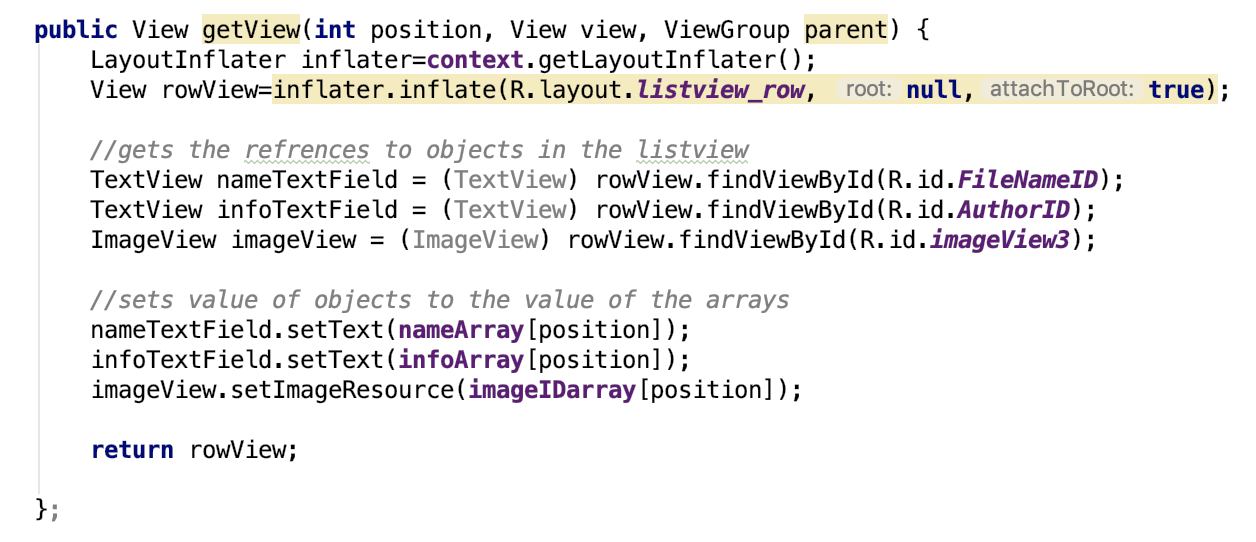 public View getView(int position, View view, ViewGroup parent) {
LayoutInflater inflater=context.getLayoutInflater();
View rowView=inflater.inflate(R.layout.listview_row, root: null, attachToRoot: true);
//gets the refrences to objects in the listview
TextView nameTextField = (TextView) rowView.findViewById(R.id.FileNameID);
TextView infoTextField = (TextView) rowView.findViewById(R.id.AuthorID);
ImageView imageView = (ImageView) rowView.findViewById(R.id.imageView3);
//sets value of objects to the value of the arrays
nameTextField.setText(nameArray[position]);
infoTextField.setText(infoArray[position]);
imageView.setImageResource(imageIDarray[position]);
return rowView;
};